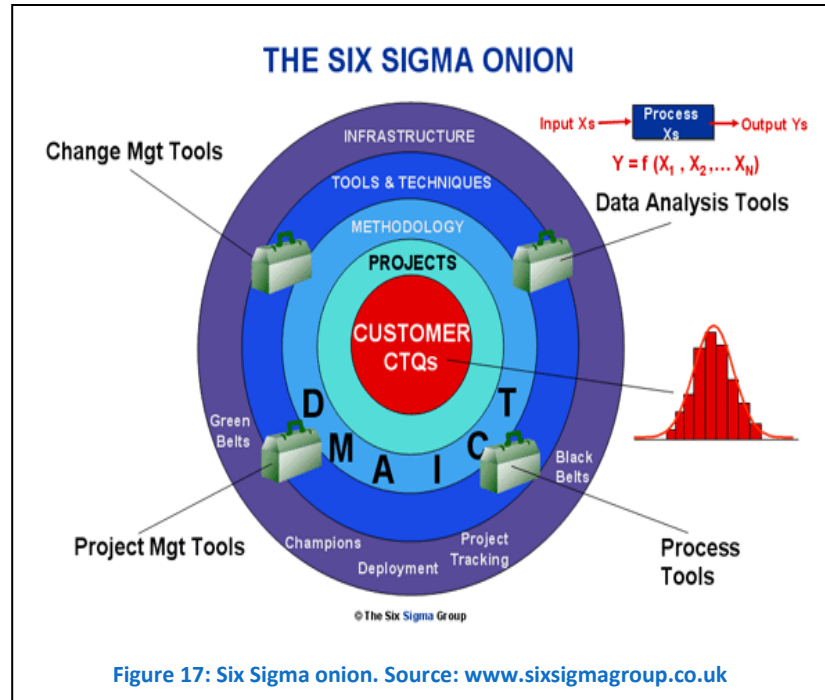 THE SIX SIGMA ONION
Input Xs
Process
Xs
Output Ys
Y = f (X1 , X2 ,... XN)
INFRASTRUCTURE
Change Mgt Tools
TOOLS & TECHNIQUES
Data Analysis Tools
METHODOLOGY
PROJECTS
CUSTOMER
CTQs
D M A I C T
Green
Belts
Black
Belts
Project Mgt Tools
Champions
Deployment
Project
Tracking
Process
Tools
© The Six Sigma Group
Figure 17: Six Sigma onion. Source: www.sixsigmagroup.co.uk